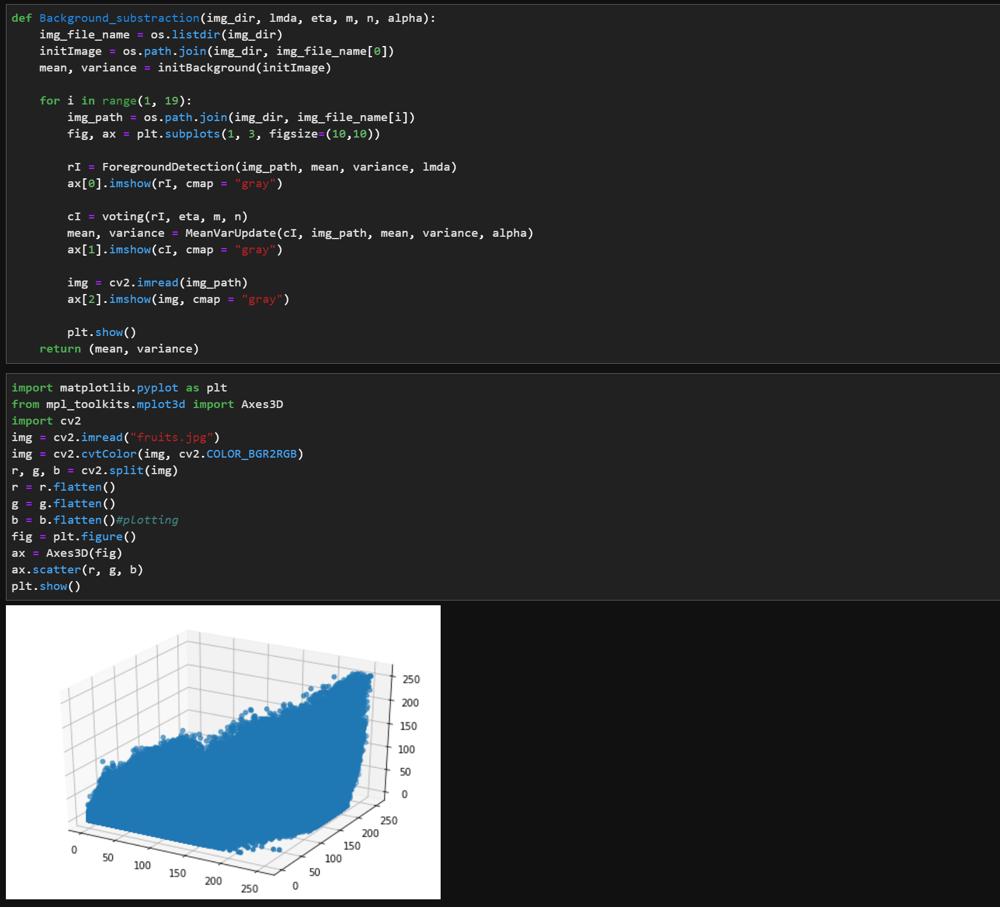 def Background_substraction(img_dir, lmda, eta, m, n, alpha):
    img_file_name = os.listdir(img_dir)
    initImage = os.path.join(img_dir, img_file_name[0])
    mean, variance = initBackground(initImage)

    for i in range(1, 19):
        img_path = os.path.join(img_dir, img_file_name[i])
        fig, ax = plt.subplots(1, 3, figsize=(10,10))

        rI = ForegroundDetection(img_path, mean, variance, lmda)
        ax[0].imshow(rI, cmap = "gray")

        cI = voting(rI, eta, m, n)
        mean, variance = MeanVarUpdate(cI, img_path, mean, variance, alpha)
        ax[1].imshow(cI, cmap = "gray")

        img = cv2.imread(img_path)
        ax[2].imshow(img, cmap = "gray")

        plt.show()
    return (mean, variance)

import matplotlib.pyplot as plt
from mpl_toolkits.mplot3d import Axes3D
import cv2
img = cv2.imread("fruits.jpg")
img = cv2.cvtColor(img, cv2.COLOR_BGR2RGB)
r, g, b = cv2.split(img)
r = r.flatten()
g = g.flatten()
b = b.flatten()#plotting
fig = plt.figure()
ax = Axes3D(fig)
ax.scatter(r, g, b)
plt.show()

250
200
150
100
50
0
250
200
150
100
50
0
0
50
100
150
200
250